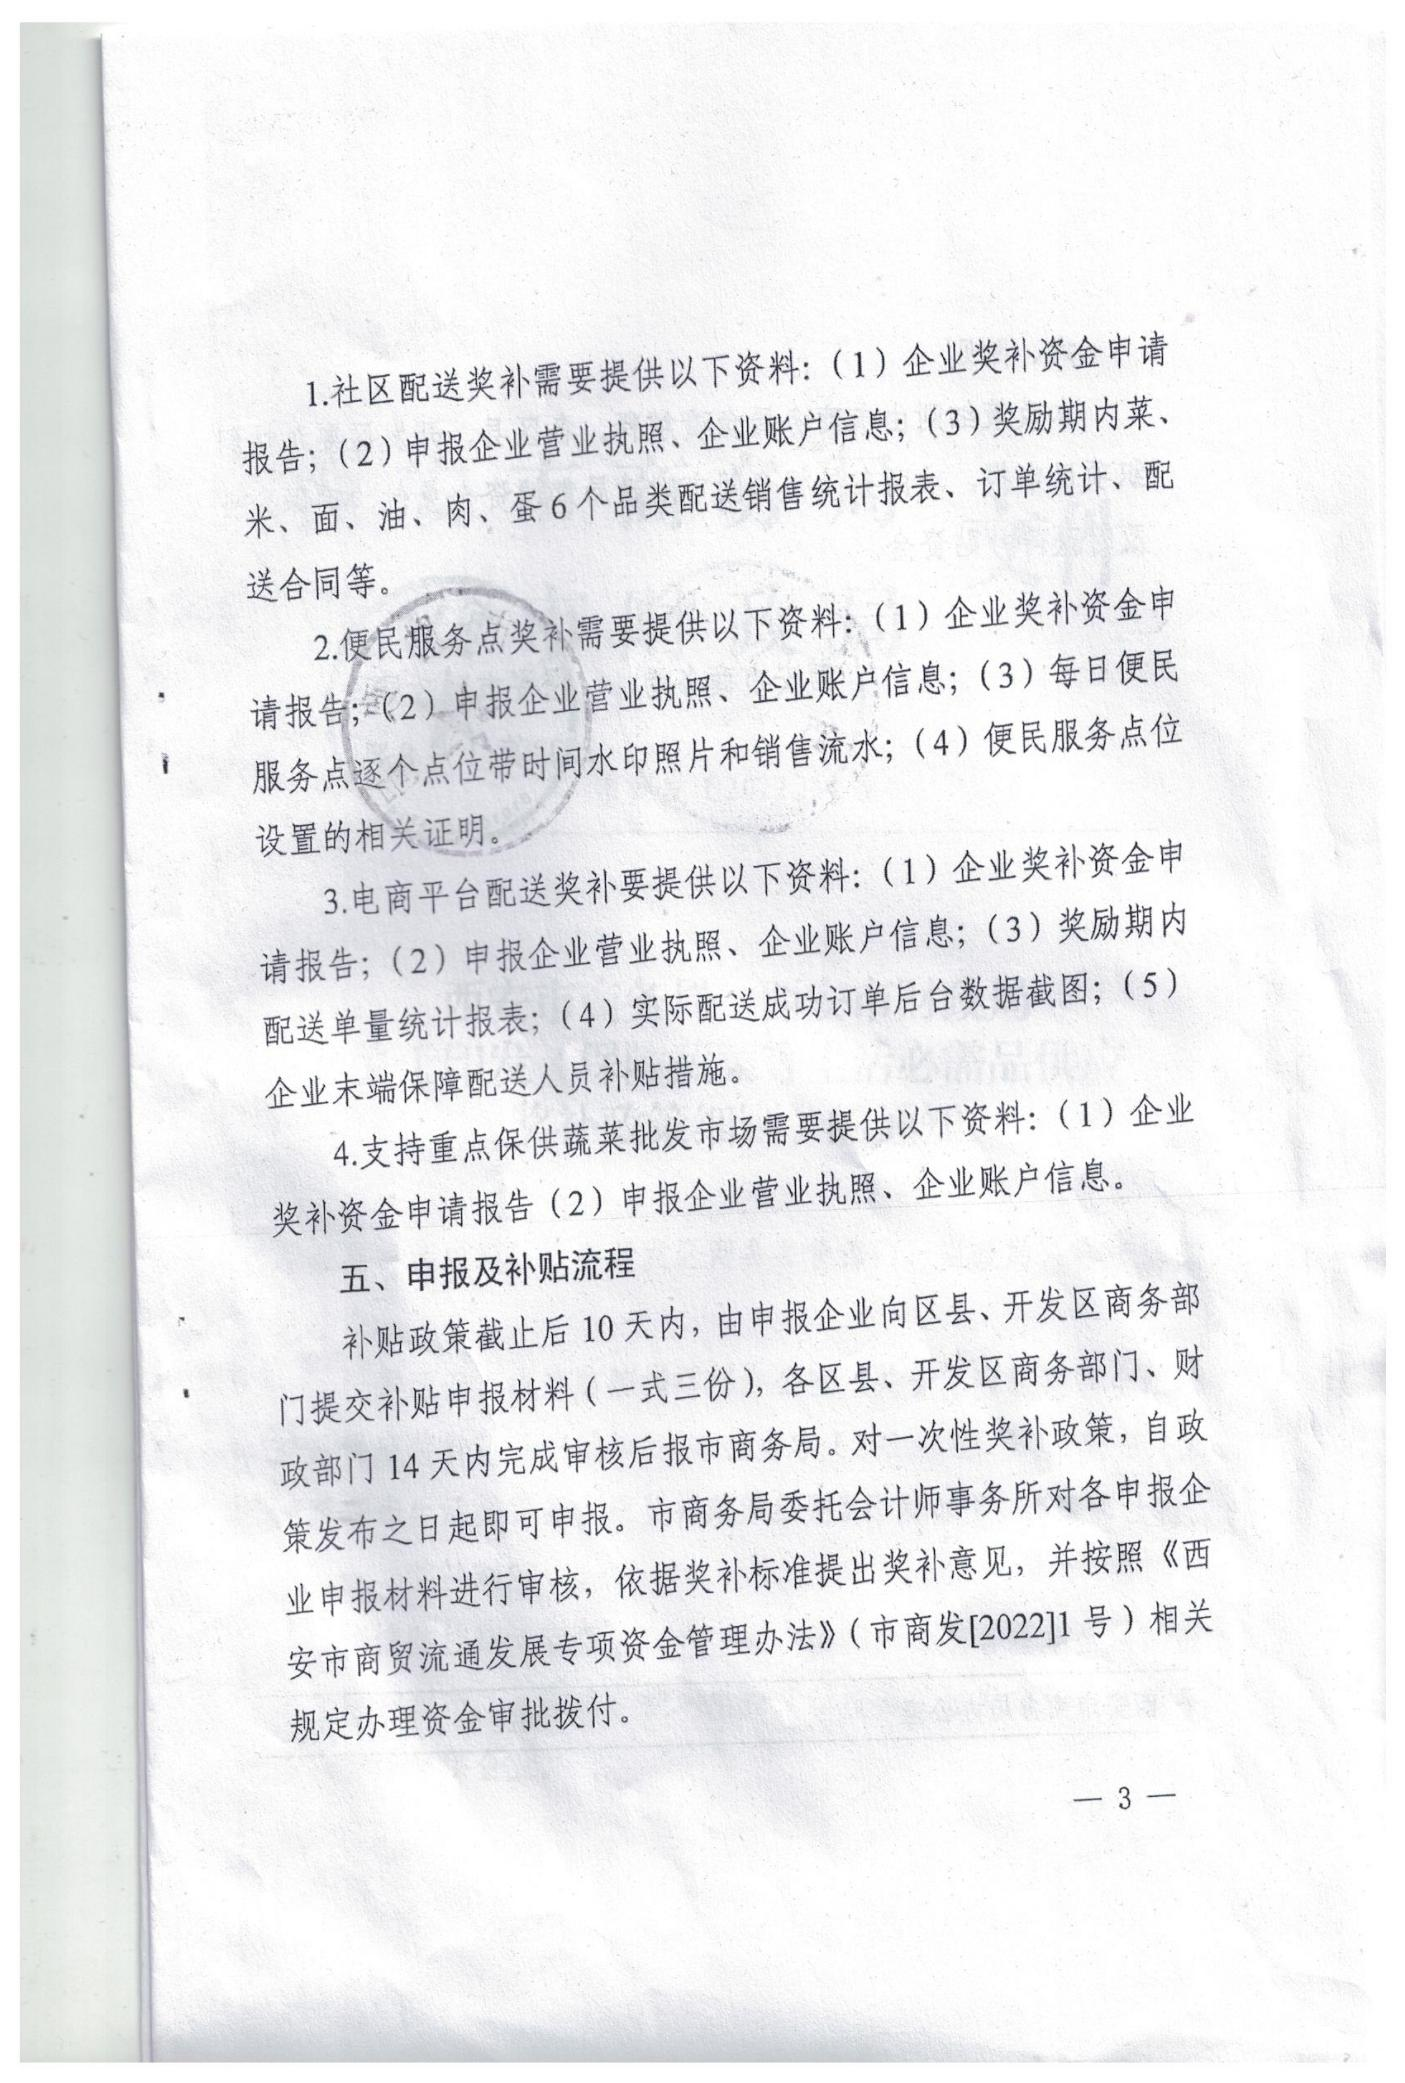 1.社区配送奖补需要提供以下资料:（1）企业奖补资金申请
报告;（2）申报企业营业执照、企业账户信息;（3）奖励期内菜、
米、面、油、肉、蛋6个品类配送销售统计报表、订单统计、配
送合同等。
2.便民服务点奖补需要提供以下资料:（1）企业奖补资金申
请报告;（2）申报企业营业执照、企业账户信息;（3）每日便民
服务点逐个点位带时间水印照片和销售流水;（4）便民服务点位
设置的相关证明。
3.电商平台配送奖补要提供以下资料:（1）企业奖补资金申
请报告;（2）申报企业营业执照、企业账户信息;（3）奖励期内
配送单量统计报表;（4）实际配送成功订单后台数据截图;（5）
企业末端保障配送人员补贴措施。
4.支持重点保供蔬菜批发市场需要提供以下资料:（1）企业
奖补资金申请报告（2）申报企业营业执照、企业账户信息。
五、申报及补贴流程
补贴政策截止后10天内，由申报企业向区县、开发区商务部
门提交补贴申报材料（一式三份），各区县、开发区商务部门、财
政部门14天内完成审核后报市商务局。对一次性奖补政策，自政
策发布之日起即可申报。市商务局委托会计师事务所对各申报企
业申报材料进行审核，依据奖补标准提出奖补意见，并按照《西
安市商贸流通发展专项资金管理办法》（市商发[2022]1号）相关
规定办理资金审批拨付。
— 3 —